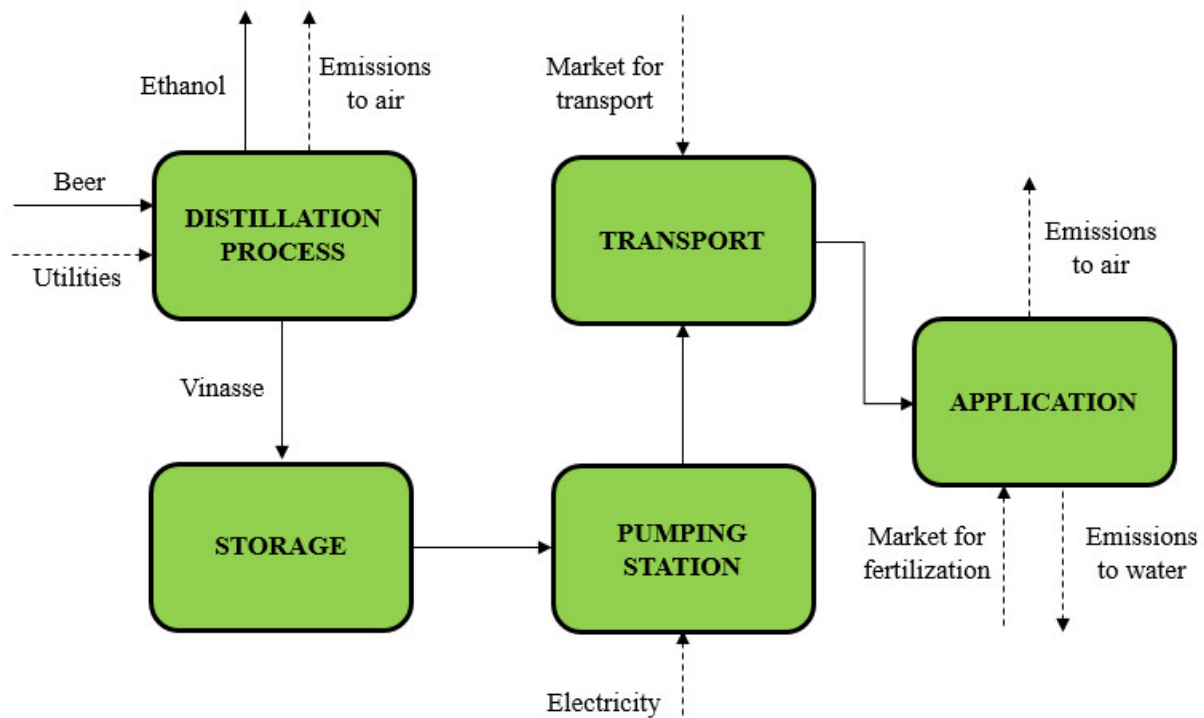 Ethanol
Emissions
to air
Market for
transport
Beer
Utilities
DISTILLATION
PROCESS
TRANSPORT
Emissions
to air
Vinasse
APPLICATION
STORAGE
PUMPING
STATION
Market for
fertilization
Emissions
to water
Electricity